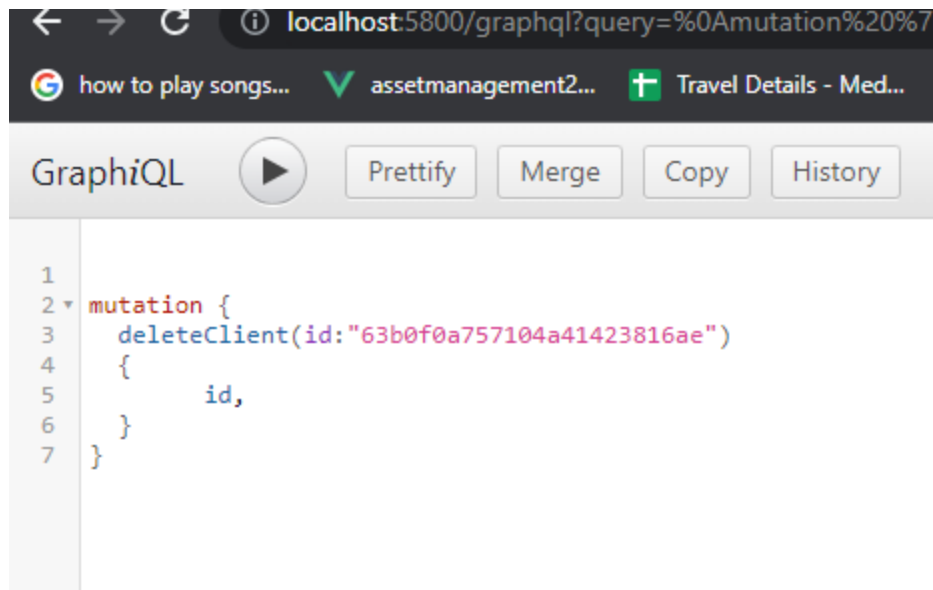 localhost:5800/graphql?query=%0Amutation%20%7
how to play songs... assetmanagement2... Travel Details - Med...
GraphiQL Prettify Merge Copy History
1
2 mutation {
3 deleteClient(id:"63b0f0a757104a41423816ae")
4 {
5 id,
6 }
7 }